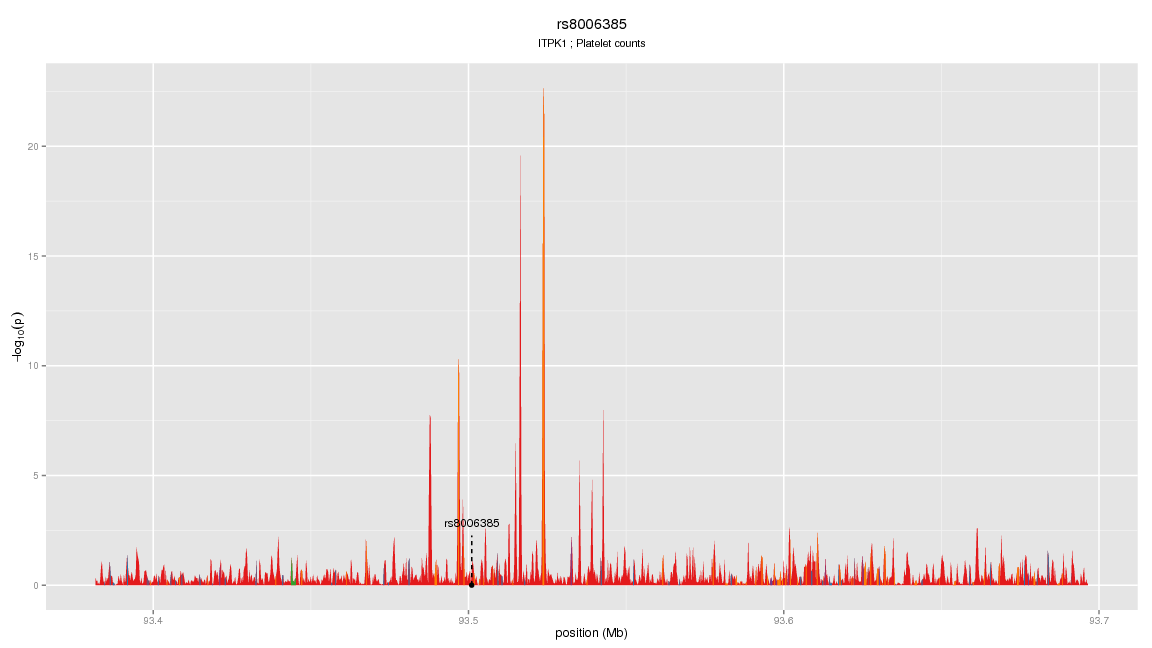 rs8006385
ITPK1 ; Platelet counts
−log10(p)
20
15
10
5
0
rs8006385
93.4
93.5
93.6
93.7
position (Mb)